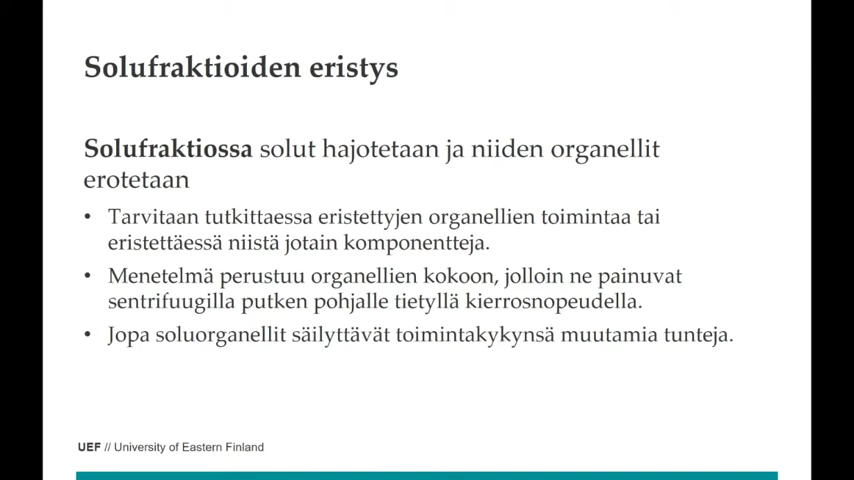 Solufraktioiden eristys
Solufraktiossa solut hajotetaan ja niiden organellit
erotetaan
• Tarvitaan tutkittaessa eristettyjen organellien toimintaa tai
eristettäessä niistä jotain komponentteja.
• Menetelmä perustuu organellien kokoon, jolloin ne painuvat
sentrifuugilla putken pohjalle tietyllä kierrosnopeudella.
• Jopa soluorganellit säilyttävät toimintakykynsä muutamia tunteja.
UEF // University of Eastern Finland